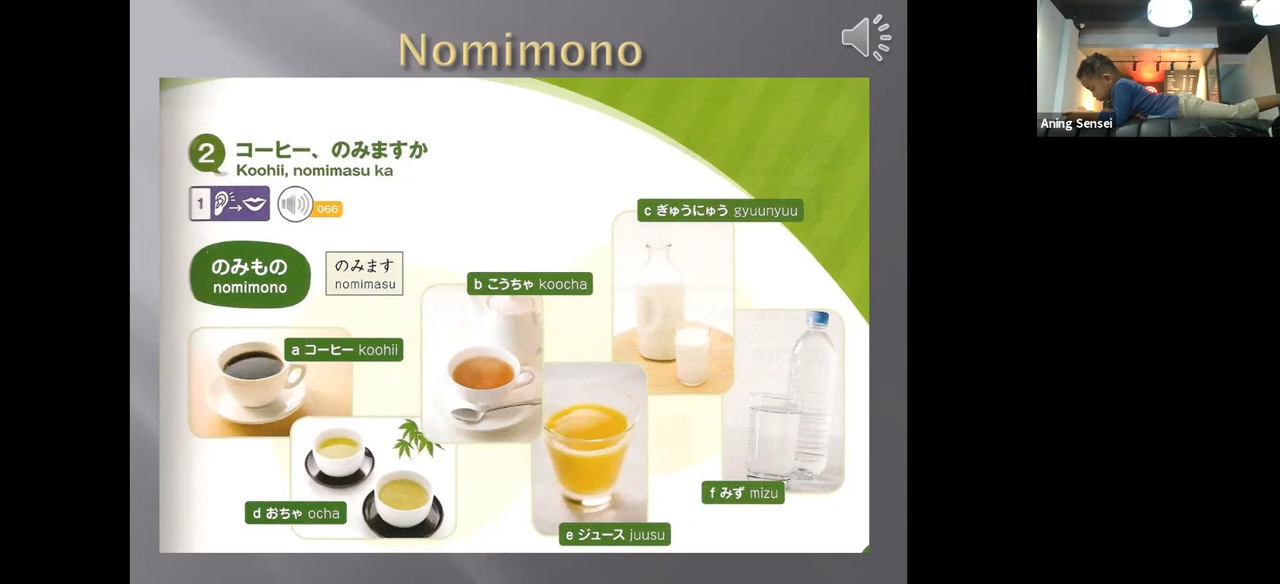 Nomimono
2 コーヒー、のみますか
Koohii, nomimasu ka
1
066
のみもの
nomimono
のみます
nomimasu
a コーヒー koohii
b こうちゃ koocha
c ぎゅうにゅう gyuunyuu
d おちゃ ocha
e ジュース juusu
f みず mizu
Aning Sensei